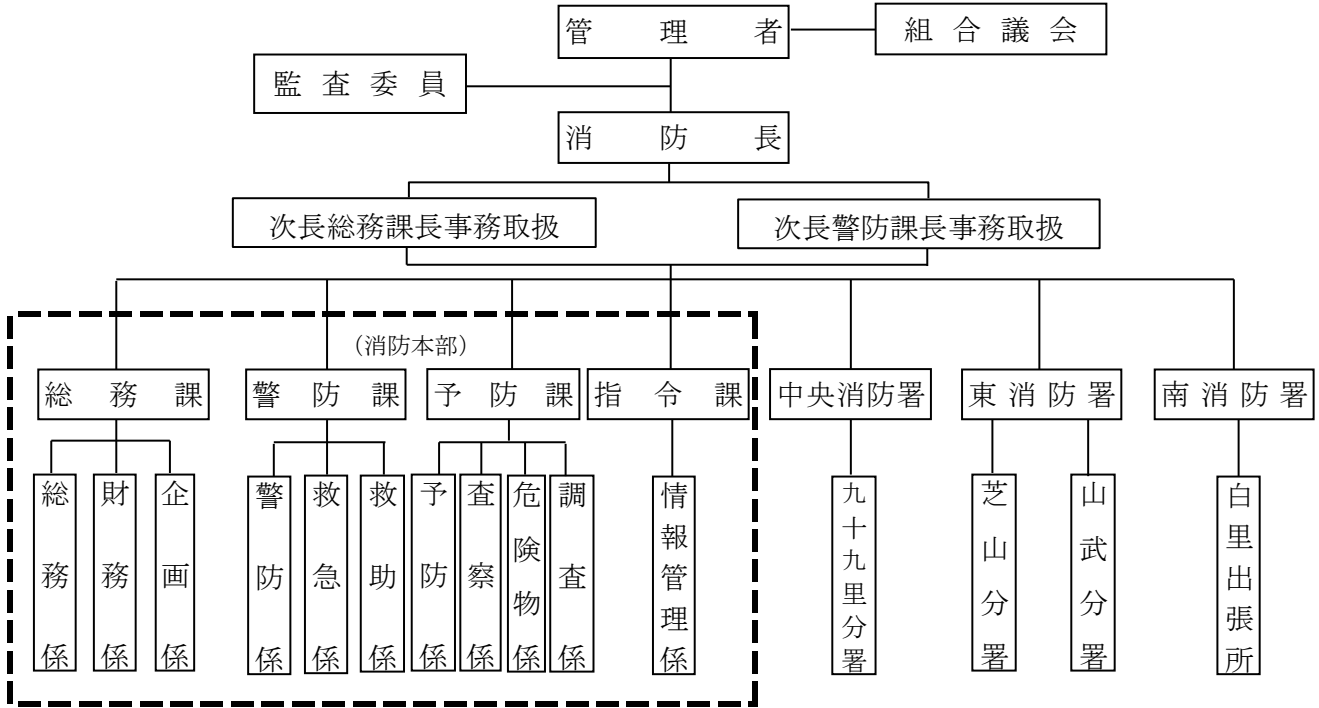 管理者
組合議会
監査委員
消防長
次長総務課長事務取扱
次長警防課長事務取扱
（消防本部）
総務課
警防課
予防課
指令課
中央消防署
東消防署
南消防署
総務係
財務係
企画係
警防係
救急係
救助係
予防係
査察係
危険物係
調査係
情報管理係
九十九里分署
芝山分署
山武分署
白里出張所